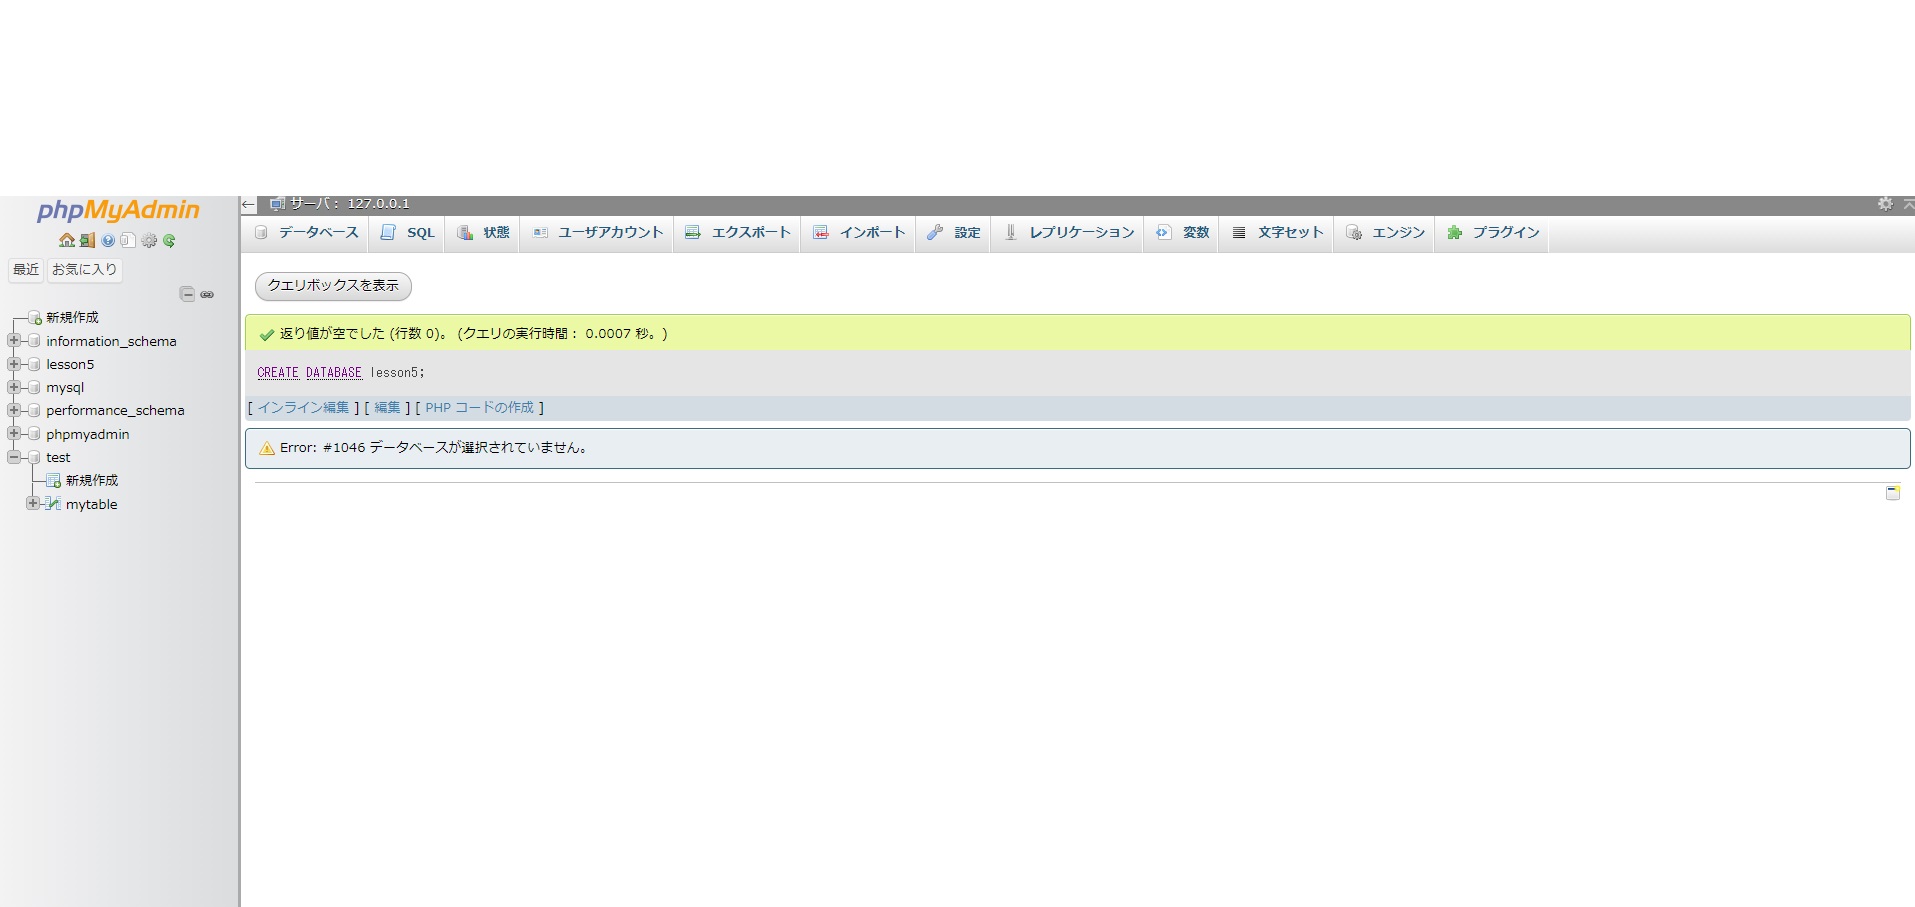 phpMyAdmin
最近 お気に入り
新規作成
information_schema
lesson5
mysql
performance_schema
phpmyadmin
test
新規作成
mytable
サーバ: 127.0.0.1
データベース SQL 状態 ユーザアカウント エクスポート インポート 設定 レプリケーション 変数 文字セット エンジン プラグイン
クエリボックスを表示
返り値が空でした (行数 0)。 (クエリの実行時間: 0.0007 秒。)
CREATE DATABASE lesson5;
[ インライン編集 ] [ 編集 ] [ PHP コードの作成 ]
Error: #1046 データベースが選択されていません。